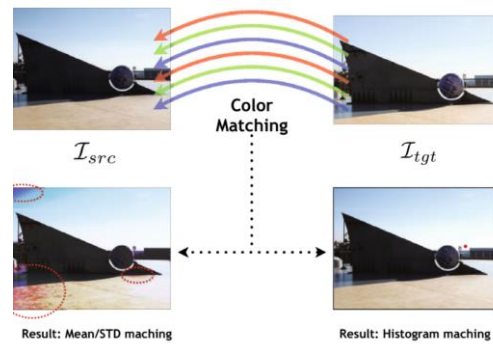 Color
Matching
I_src
I_tgt
Result: Mean/STD maching
Result: Histogram maching